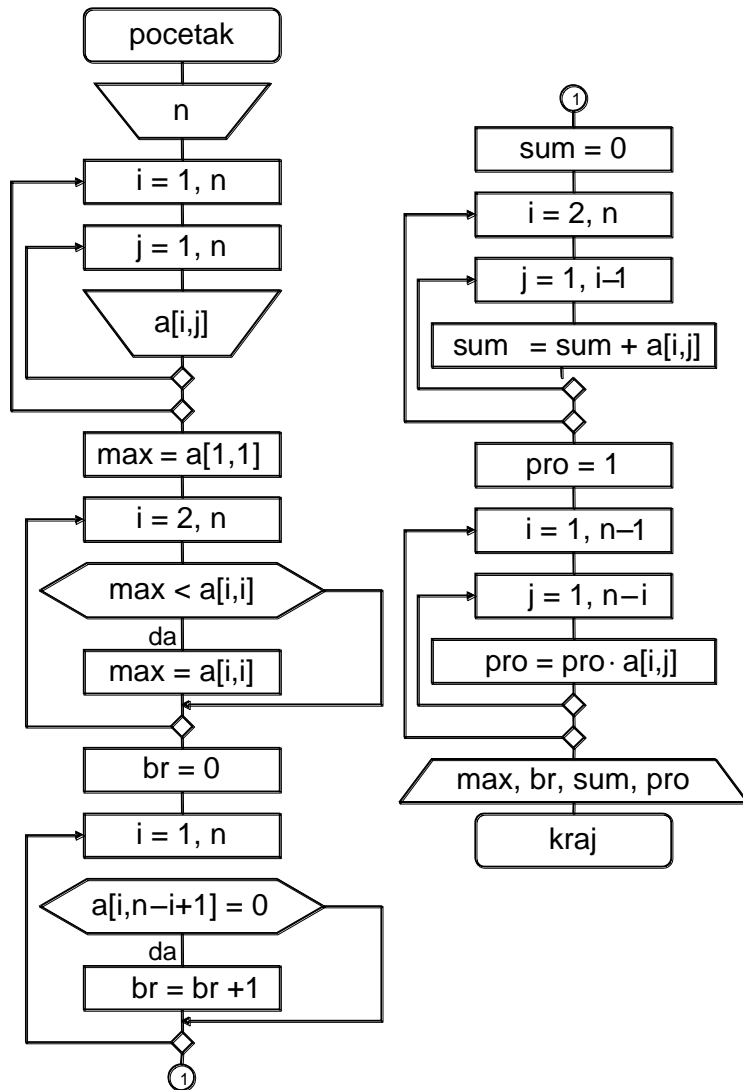 pocetak
n
i = 1, n
j = 1, n
a[i,j]
max = a[1,1]
i = 2, n
max < a[i,i]
da
max = a[i,i]
br = 0
i = 1, n
a[i,n–i+1] = 0
da
br = br +1
1
1
sum = 0
i = 2, n
j = 1, i–1
sum = sum + a[i,j]
pro = 1
i = 1, n–1
j = 1, n–i
pro = pro · a[i,j]
max, br, sum, pro
kraj